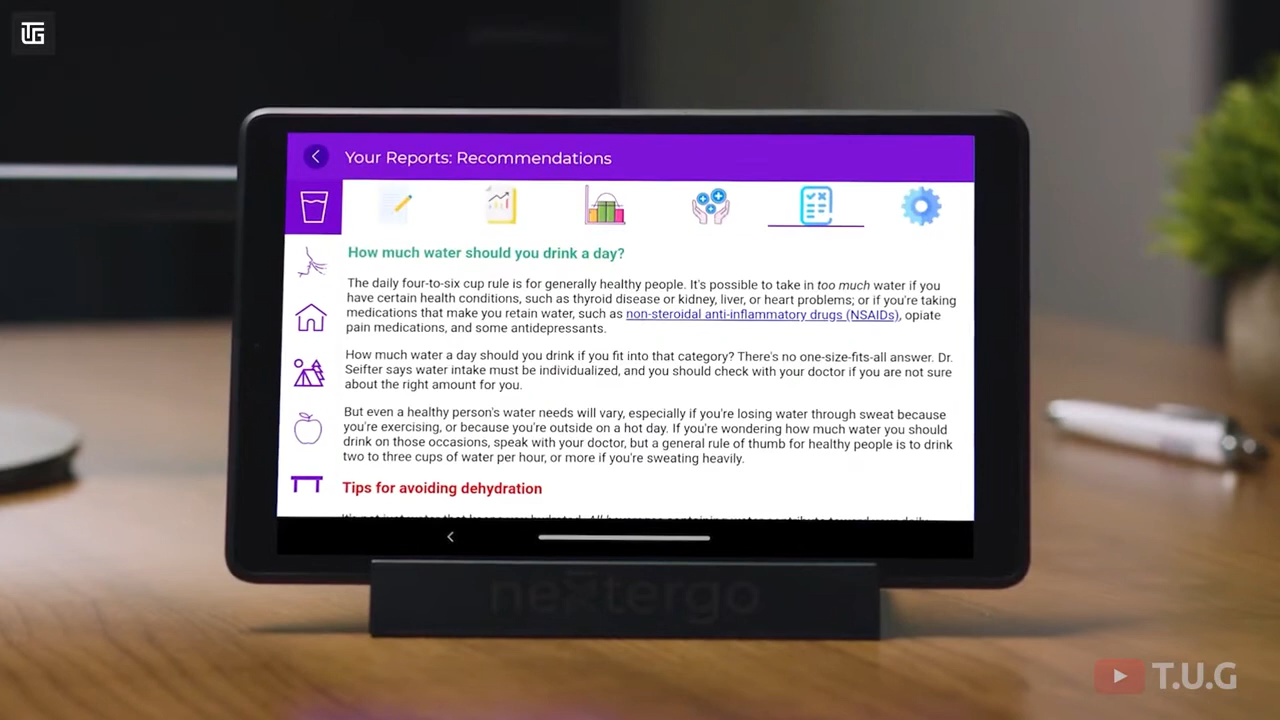 TG
Your Reports: Recommendations
How much water should you drink a day?
The daily four-to-six cup rule is for generally healthy people. It's possible to take in too much water if you
have certain health conditions, such as thyroid disease or kidney, liver, or heart problems; or if you're taking
medications that make you retain water, such as non-steroidal anti-inflammatory drugs (NSAIDs), opiate
pain medications, and some antidepressants.
How much water a day should you drink if you fit into that category? There's no one-size-fits-all answer. Dr.
Seifter says water intake must be individualized, and you should check with your doctor if you are not sure
about the right amount for you.
But even a healthy person's water needs will vary, especially if you're losing water through sweat because
you're exercising, or because you're outside on a hot day. If you're wondering how much water you should
drink on those occasions, speak with your doctor, but a general rule of thumb for healthy people is to drink
two to three cups of water per hour, or more if you're sweating heavily.
Tips for avoiding dehydration
nextergo
T.U.G